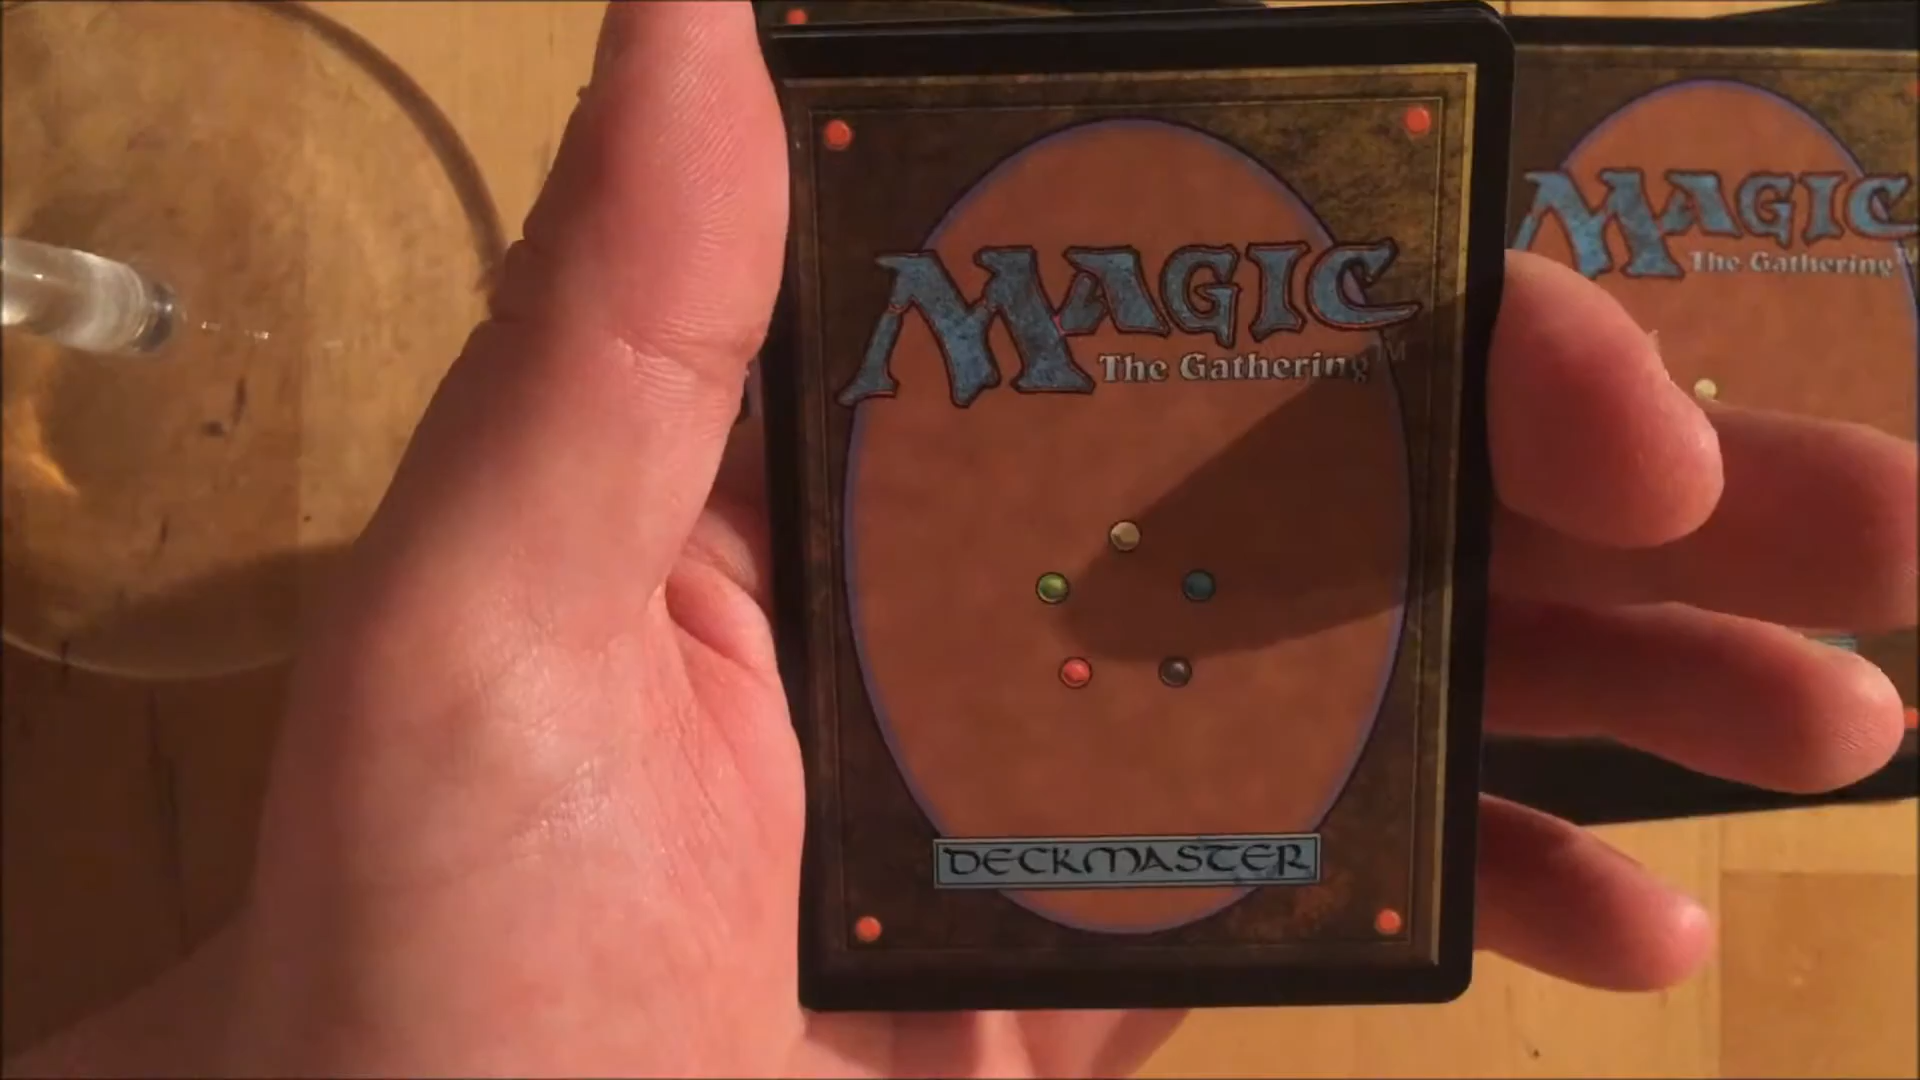 MAGIC
The Gathering™
DECKMASTER
MAGIC
The Gathering™